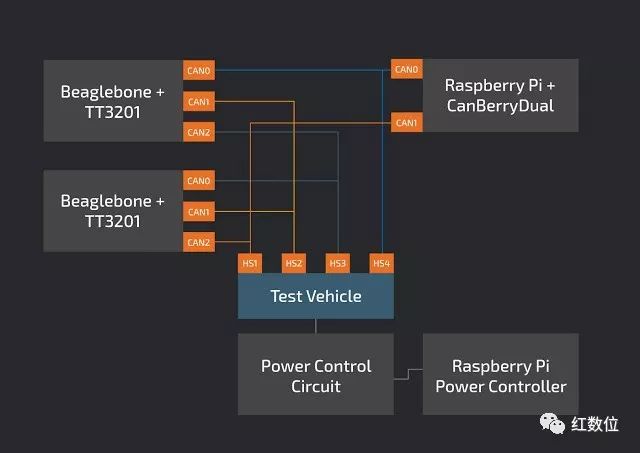 Beaglebone +
TT3201
CAN0
CAN1
CAN2
CAN0
CAN1
Raspberry Pi +
CanBerryDual
Beaglebone +
TT3201
CAN0
CAN1
CAN2
HS1
HS2
HS3
HS4
Test Vehicle
Power Control
Circuit
Raspberry Pi
Power Controller
红数位